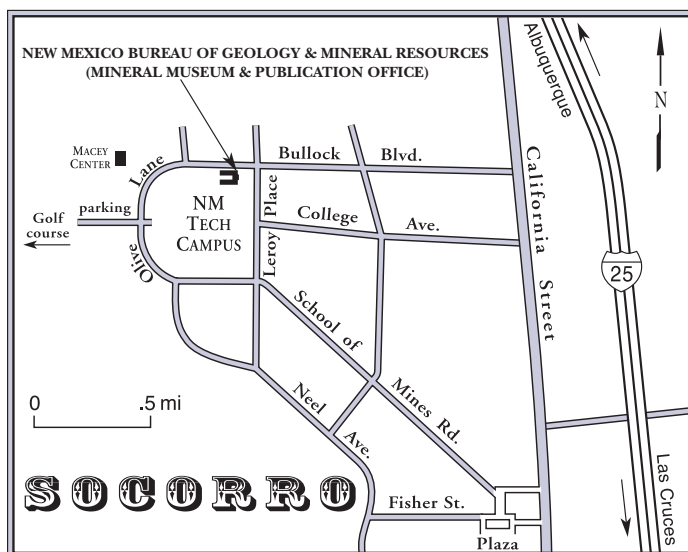 NEW MEXICO BUREAU OF GEOLOGY & MINERAL RESOURCES
(MINERAL MUSEUM & PUBLICATION OFFICE)
Albuquerque
N
MACEY
CENTER
Lane
Bullock Blvd.
parking
Golf
course
NM
TECH
CAMPUS
Leroy Place
College Ave.
California Street
Olive
25
School of Mines Rd.
0 .5 mi
Neel Ave.
SOCORRO
Fisher St.
Plaza
Las Cruces